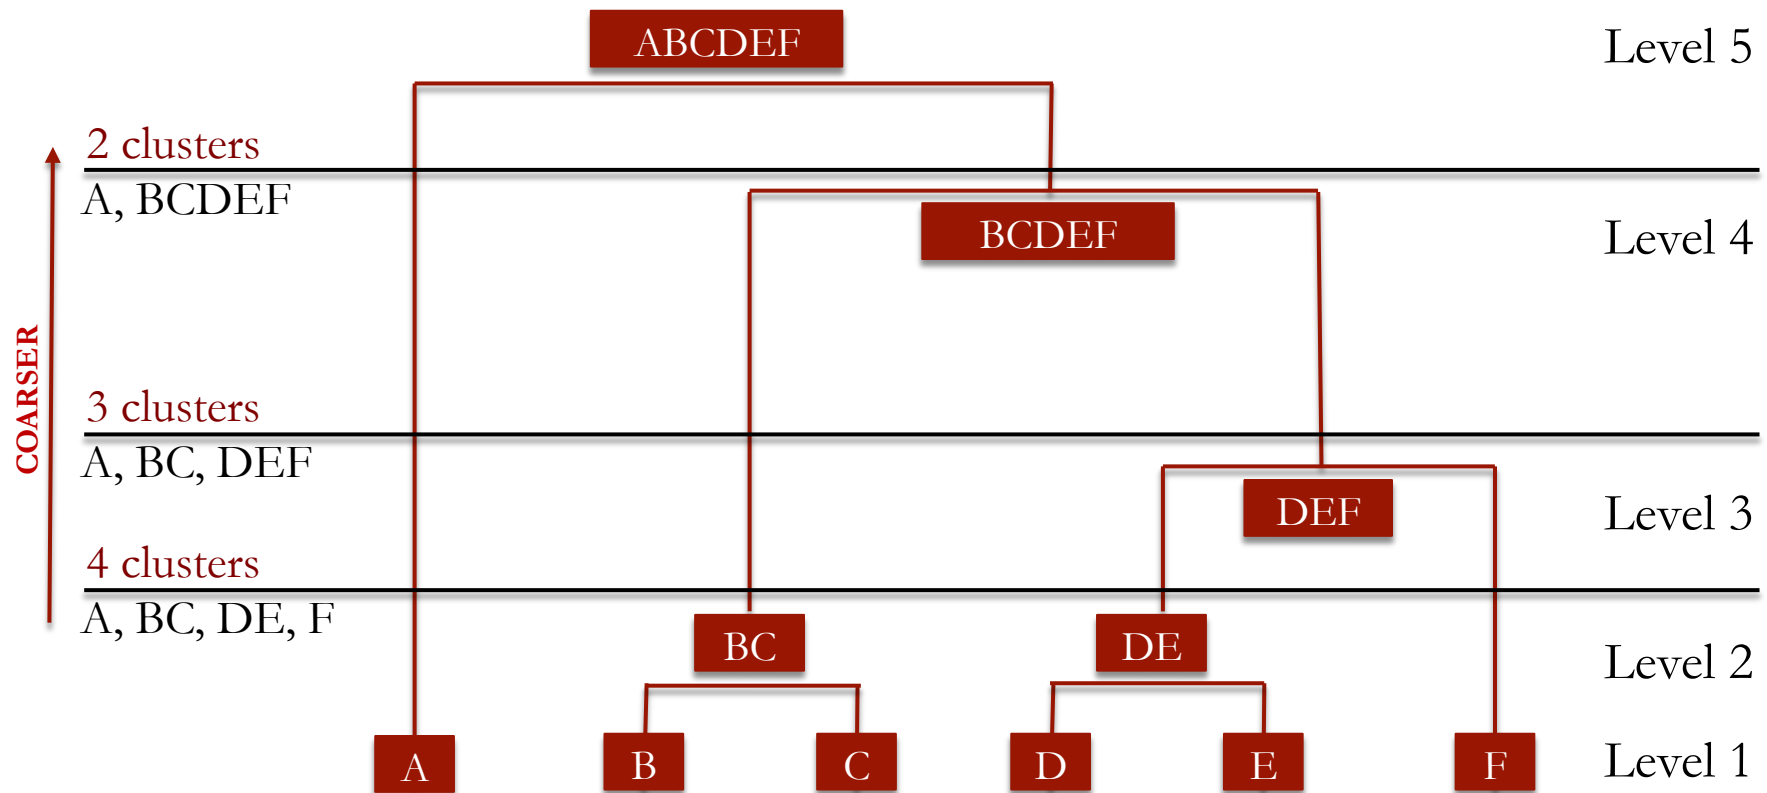 ABCDEF
Level 5
2 clusters
A, BCDEF
BCDEF
Level 4
COARSER
3 clusters
A, BC, DEF
DEF
Level 3
4 clusters
A, BC, DE, F
BC
DE
Level 2
A
B
C
D
E
F
Level 1